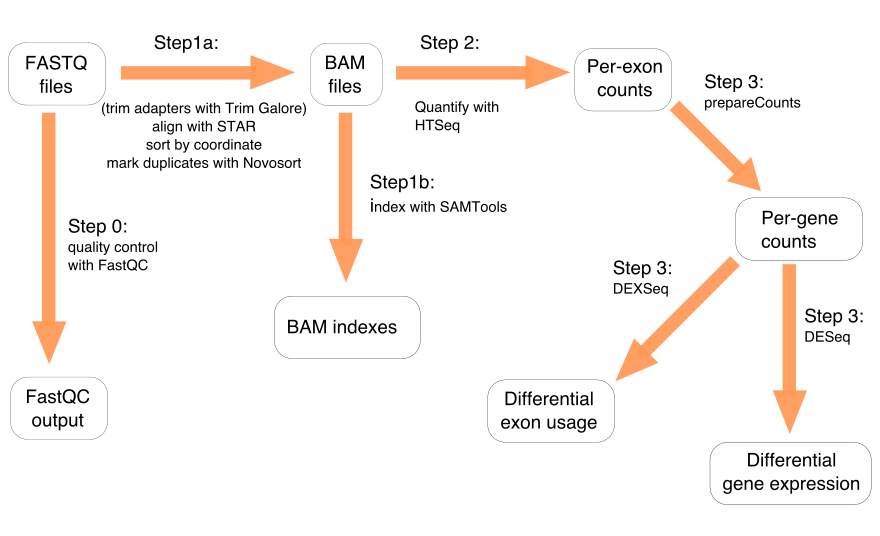 Step1a:
FASTQ
files
(trim adapters with Trim Galore)
align with STAR
sort by coordinate
mark duplicates with Novosort
BAM
files
Step 2:
Quantify with
HTSeq
Per-exon
counts
Step 3:
prepareCounts
Step1b:
index with SAMTools
Step 0:
quality control
with FastQC
Per-gene
counts
Step 3:
DEXSeq
Step 3:
DESeq
BAM indexes
FastQC
output
Differential
exon usage
Differential
gene expression